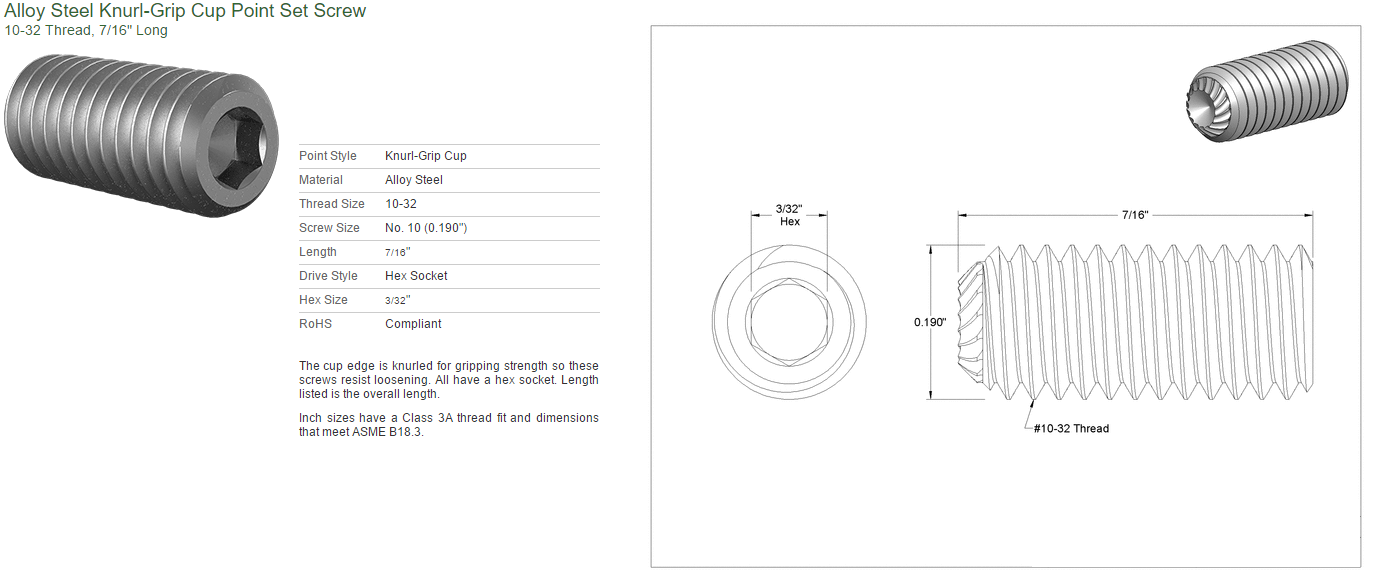 Alloy Steel Knurl-Grip Cup Point Set Screw
10-32 Thread, 7/16" Long
Point Style Knurl-Grip Cup
Material Alloy Steel
Thread Size 10-32
Screw Size No. 10 (0.190")
Length 7/16"
Drive Style Hex Socket
Hex Size 3/32"
RoHS Compliant
The cup edge is knurled for gripping strength so these
screws resist loosening. All have a hex socket. Length
listed is the overall length.
Inch sizes have a Class 3A thread fit and dimensions
that meet ASME B18.3.
3/32"
Hex
7/16"
0.190"
#10-32 Thread